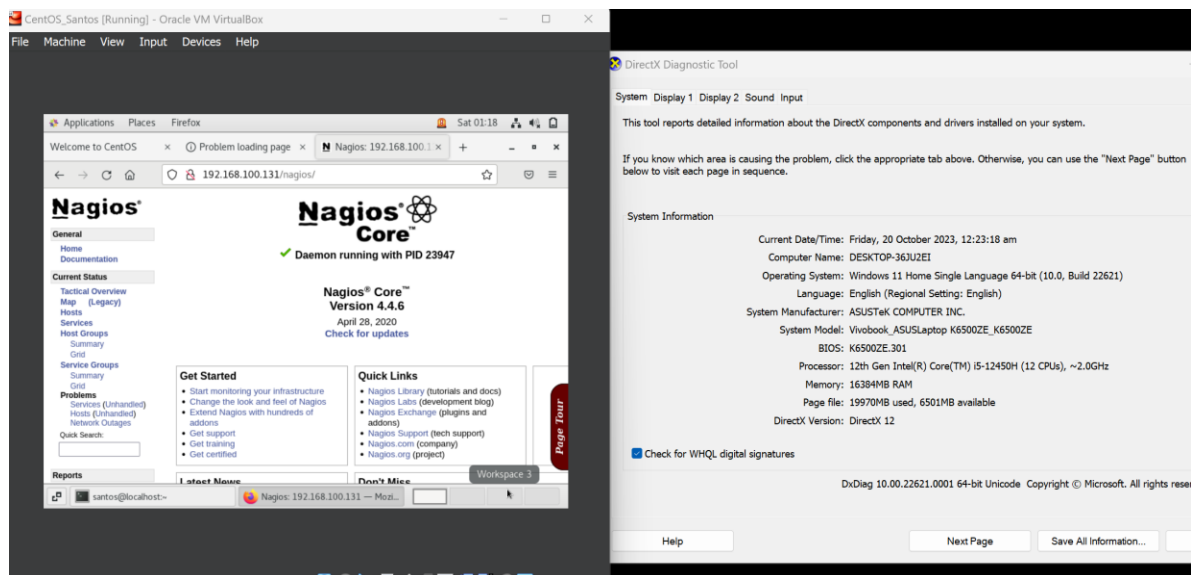 CentOS_Santos [Running] - Oracle VM VirtualBox
File Machine View Input Devices Help
Applications Places Firefox Sat 01:18
Welcome to CentOS × Problem loading page × N Nagios: 192.168.100.1 × +
192.168.100.131/nagios/
Nagios®
General
Home
Documentation
Current Status
Tactical Overview
Map (Legacy)
Hosts
Services
Host Groups
Summary
Grid
Service Groups
Summary
Grid
Problems
Services (Unhandled)
Hosts (Unhandled)
Network Outages
Quick Search:
Reports
Nagios®
Core™
Daemon running with PID 23947
Nagios® Core™
Version 4.4.6
April 28, 2020
Check for updates
Get Started
• Start monitoring your infrastructure
• Change the look and feel of Nagios
• Extend Nagios with hundreds of
addons
• Get support
• Get training
• Get certified
Quick Links
• Nagios Library (tutorials and docs)
• Nagios Labs (development blog)
• Nagios Exchange (plugins and
addons)
• Nagios Support (tech support)
• Nagios.com (company)
• Nagios.org (project)
Page Tour
Latest News
Don't Miss
Workspace 3
santos@localhost:~ Nagios: 192.168.100.131 — Mozi...
DirectX Diagnostic Tool
System Display 1 Display 2 Sound Input
This tool reports detailed information about the DirectX components and drivers installed on your system.
If you know which area is causing the problem, click the appropriate tab above. Otherwise, you can use the "Next Page" button
below to visit each page in sequence.
System Information
Current Date/Time: Friday, 20 October 2023, 12:23:18 am
Computer Name: DESKTOP-36JU2EI
Operating System: Windows 11 Home Single Language 64-bit (10.0, Build 22621)
Language: English (Regional Setting: English)
System Manufacturer: ASUSTeK COMPUTER INC.
System Model: Vivobook_ASUSLaptop K6500ZE_K6500ZE
BIOS: K6500ZE.301
Processor: 12th Gen Intel(R) Core(TM) i5-12450H (12 CPUs), ~2.0GHz
Memory: 16384MB RAM
Page file: 19970MB used, 6501MB available
DirectX Version: DirectX 12
Check for WHQL digital signatures
DxDiag 10.00.22621.0001 64-bit Unicode Copyright © Microsoft. All rights reser
Help Next Page Save All Information...